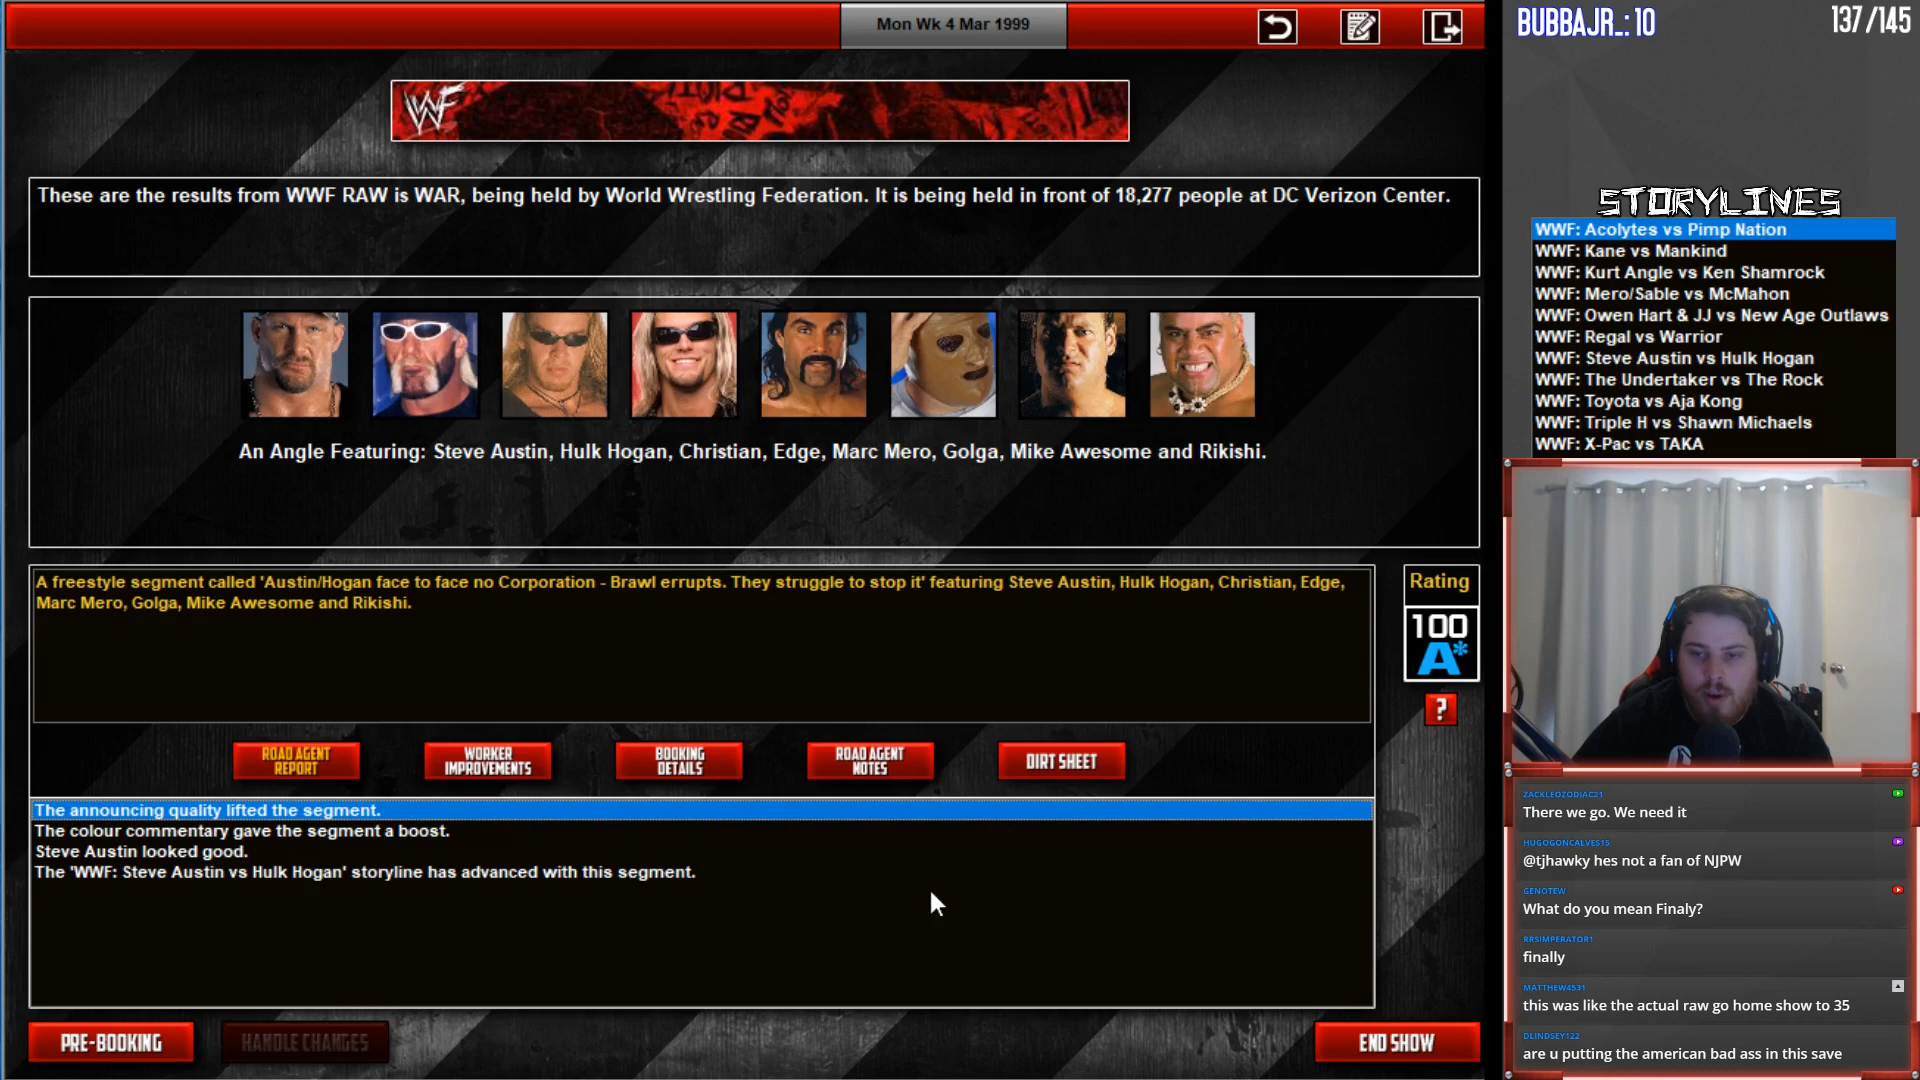 Mon Wk 4 Mar 1999
BUBBAJR_: 10
137/145
WWF
These are the results from WWF RAW is WAR, being held by World Wrestling Federation. It is being held in front of 18,277 people at DC Verizon Center.
STORYLINES
WWF: Acolytes vs Pimp Nation
WWF: Kane vs Mankind
WWF: Kurt Angle vs Ken Shamrock
WWF: Mero/Sable vs McMahon
WWF: Owen Hart & JJ vs New Age Outlaws
WWF: Regal vs Warrior
WWF: Steve Austin vs Hulk Hogan
WWF: The Undertaker vs The Rock
WWF: Toyota vs Aja Kong
WWF: Triple H vs Shawn Michaels
WWF: X-Pac vs TAKA
An Angle Featuring: Steve Austin, Hulk Hogan, Christian, Edge, Marc Mero, Golga, Mike Awesome and Rikishi.
A freestyle segment called 'Austin/Hogan face to face no Corporation - Brawl errupts. They struggle to stop it' featuring Steve Austin, Hulk Hogan, Christian, Edge,
Marc Mero, Golga, Mike Awesome and Rikishi.
Rating
100
A*
?
ROAD AGENT
REPORT
WORKER
IMPROVEMENTS
BOOKING
DETAILS
ROAD AGENT
NOTES
DIRT SHEET
The announcing quality lifted the segment.
The colour commentary gave the segment a boost.
Steve Austin looked good.
The 'WWF: Steve Austin vs Hulk Hogan' storyline has advanced with this segment.
PRE-BOOKING
HANDLE CHANGES
END SHOW
ZACKLEDZODIAC21
There we go. We need it
HUGOGONCALVES15
@tjhawky hes not a fan of NJPW
GENOTEW
What do you mean Finaly?
RRSIMPERATOR1
finally
MATTHEW4531
this was like the actual raw go home show to 35
DLINDSEY122
are u putting the american bad ass in this save